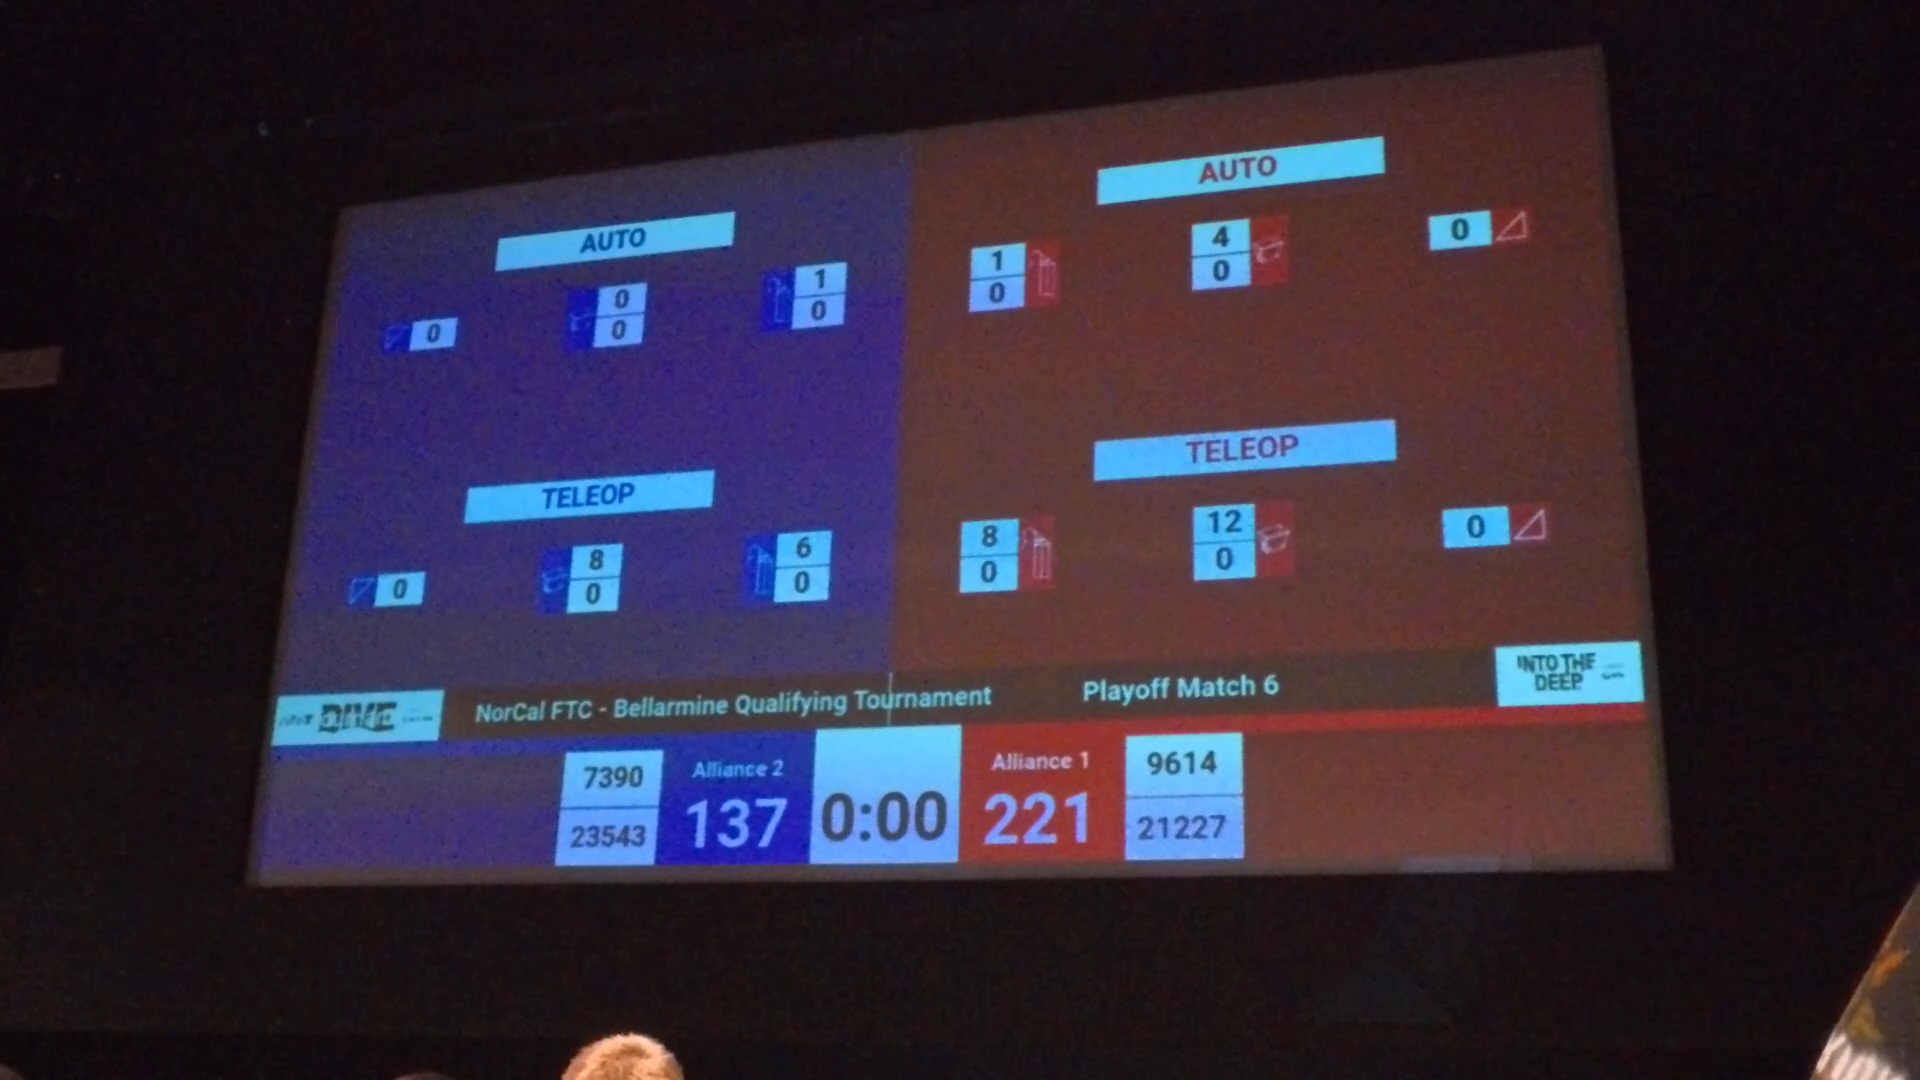 AUTO
0
0
0
1
0
TELEOP
0
8
0
6
0
AUTO
1
0
4
0
0
TELEOP
8
0
12
0
0
DIVE
NorCal FTC - Bellarmine Qualifying Tournament
Playoff Match 6
INTO THE
DEEP
7390
23543
Alliance 2
137
0:00
Alliance 1
221
9614
21227